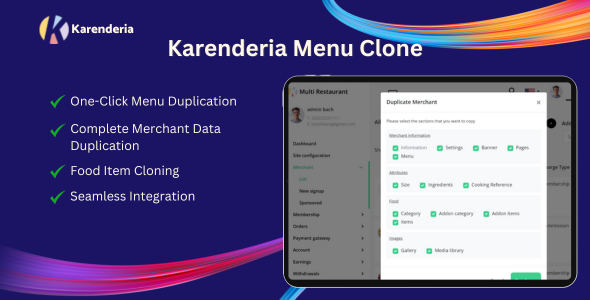 Karenderia
Karenderia Menu Clone
One-Click Menu Duplication
Complete Merchant Data
Duplication
Food Item Cloning
Seamless Integration
Multi Restaurant
admin bach
Dashboard
Site configuration
Merchant
List
New signup
Sponsored
Membership
Orders
Payment gateway
Account
Earnings
Withdrawals
Duplicate Merchant
Please select the sections that you want to copy
Merchant Information
Information Settings Banner Pages
Menu
Attributes
Size Ingredients Cooking Reference
Food
Category Addon category Addon items
Items
Images
Gallery Media library